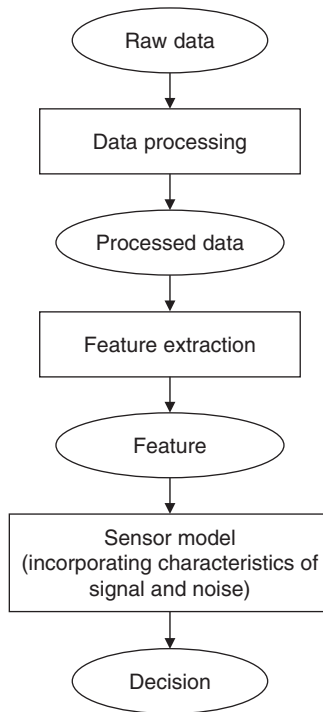 Raw data
Data processing
Processed data
Feature extraction
Feature
Sensor model
(incorporating characteristics of
signal and noise)
Decision